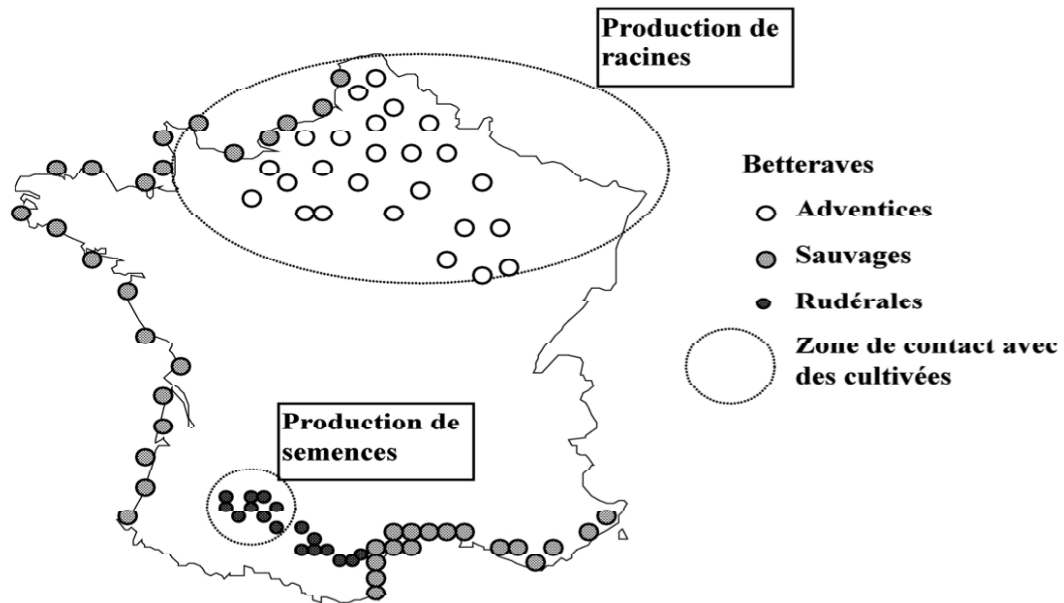 Production de
racines
Betteraves
Adventices
Sauvages
Rudérales
Zone de contact avec
des cultivées
Production de
semences